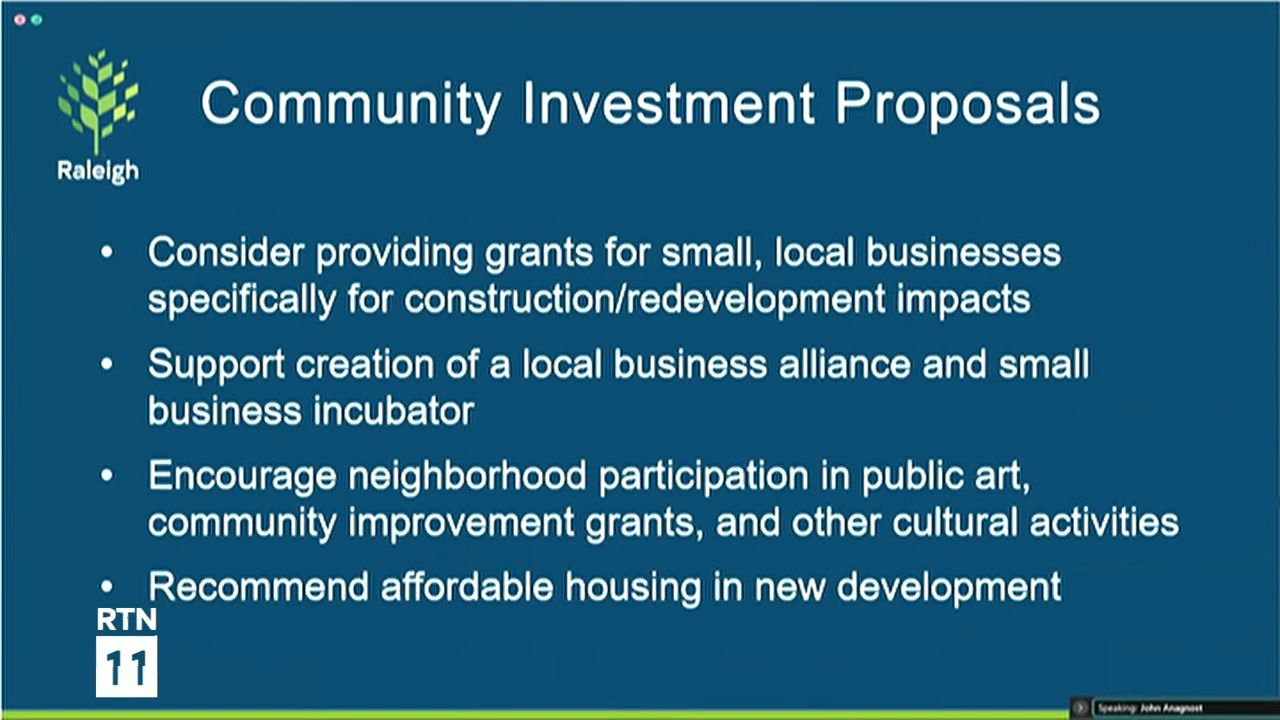 Community Investment Proposals
Raleigh
• Consider providing grants for small, local businesses
specifically for construction/redevelopment impacts
• Support creation of a local business alliance and small
business incubator
• Encourage neighborhood participation in public art,
community improvement grants, and other cultural activities
• Recommend affordable housing in new development
RTN
11
Speaking: John Anagnost